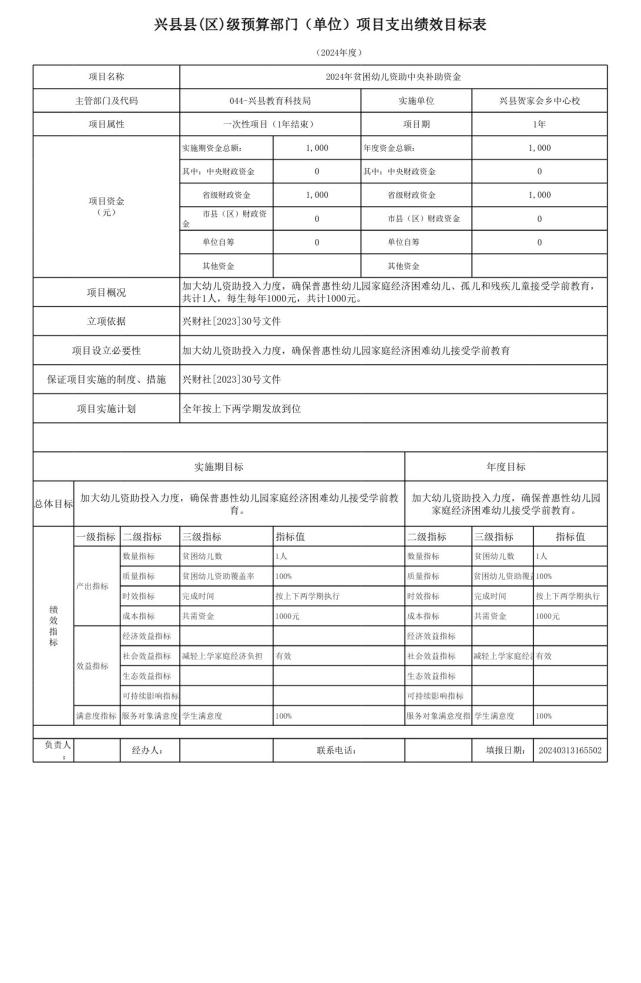 兴县县(区)级预算部门（单位）项目支出绩效目标表
（2024年度）
项目名称 2024年贫困幼儿资助中央补助资金
主管部门及代码 044-兴县教育科技局 实施单位 兴县贺家会乡中心校
项目属性 一次性项目（1年结束） 项目期 1年
项目资金（元）
实施期资金总额： 1,000 年度资金总额： 1,000
其中：中央财政资金 0 其中：中央财政资金 0
省级财政资金 1,000 省级财政资金 1,000
市县（区）财政资金 0 市县（区）财政资金 0
单位自筹 0 单位自筹 0
其他资金 其他资金
项目概况 加大幼儿资助投入力度，确保普惠性幼儿园家庭经济困难幼儿、孤儿和残疾儿童接受学前教育，
共计1人，每生每年1000元，共计1000元。
立项依据 兴财社[2023]30号文件
项目设立必要性 加大幼儿资助投入力度，确保普惠性幼儿园家庭经济困难幼儿接受学前教育
保证项目实施的制度、措施 兴财社[2023]30号文件
项目实施计划 全年按上下两学期发放到位
实施期目标 年度目标
总体目标 加大幼儿资助投入力度，确保普惠性幼儿园家庭经济困难幼儿接受学前教育。 加大幼儿资助投入力度，确保普惠性幼儿园家庭经济困难幼儿接受学前教育。
绩效指标
一级指标 二级指标 三级指标 指标值 二级指标 三级指标 指标值
产出指标
数量指标 贫困幼儿数 1人 数量指标 贫困幼儿数 1人
质量指标 贫困幼儿资助覆盖率 100% 质量指标 贫困幼儿资助覆 100%
时效指标 完成时间 按上下两学期执行 时效指标 完成时间 按上下两学期执行
成本指标 共需资金 1000元 成本指标 共需资金 1000元
效益指标
经济效益指标 经济效益指标
社会效益指标 减轻上学家庭经济负担 有效 社会效益指标 减轻上学家庭经 有效
生态效益指标 生态效益指标
可持续影响指标 可持续影响指标
满意度指标 服务对象满意度 学生满意度 100% 服务对象满意度指 学生满意度 100%
负责人： 经办人： 联系电话： 填报日期： 20240313165502